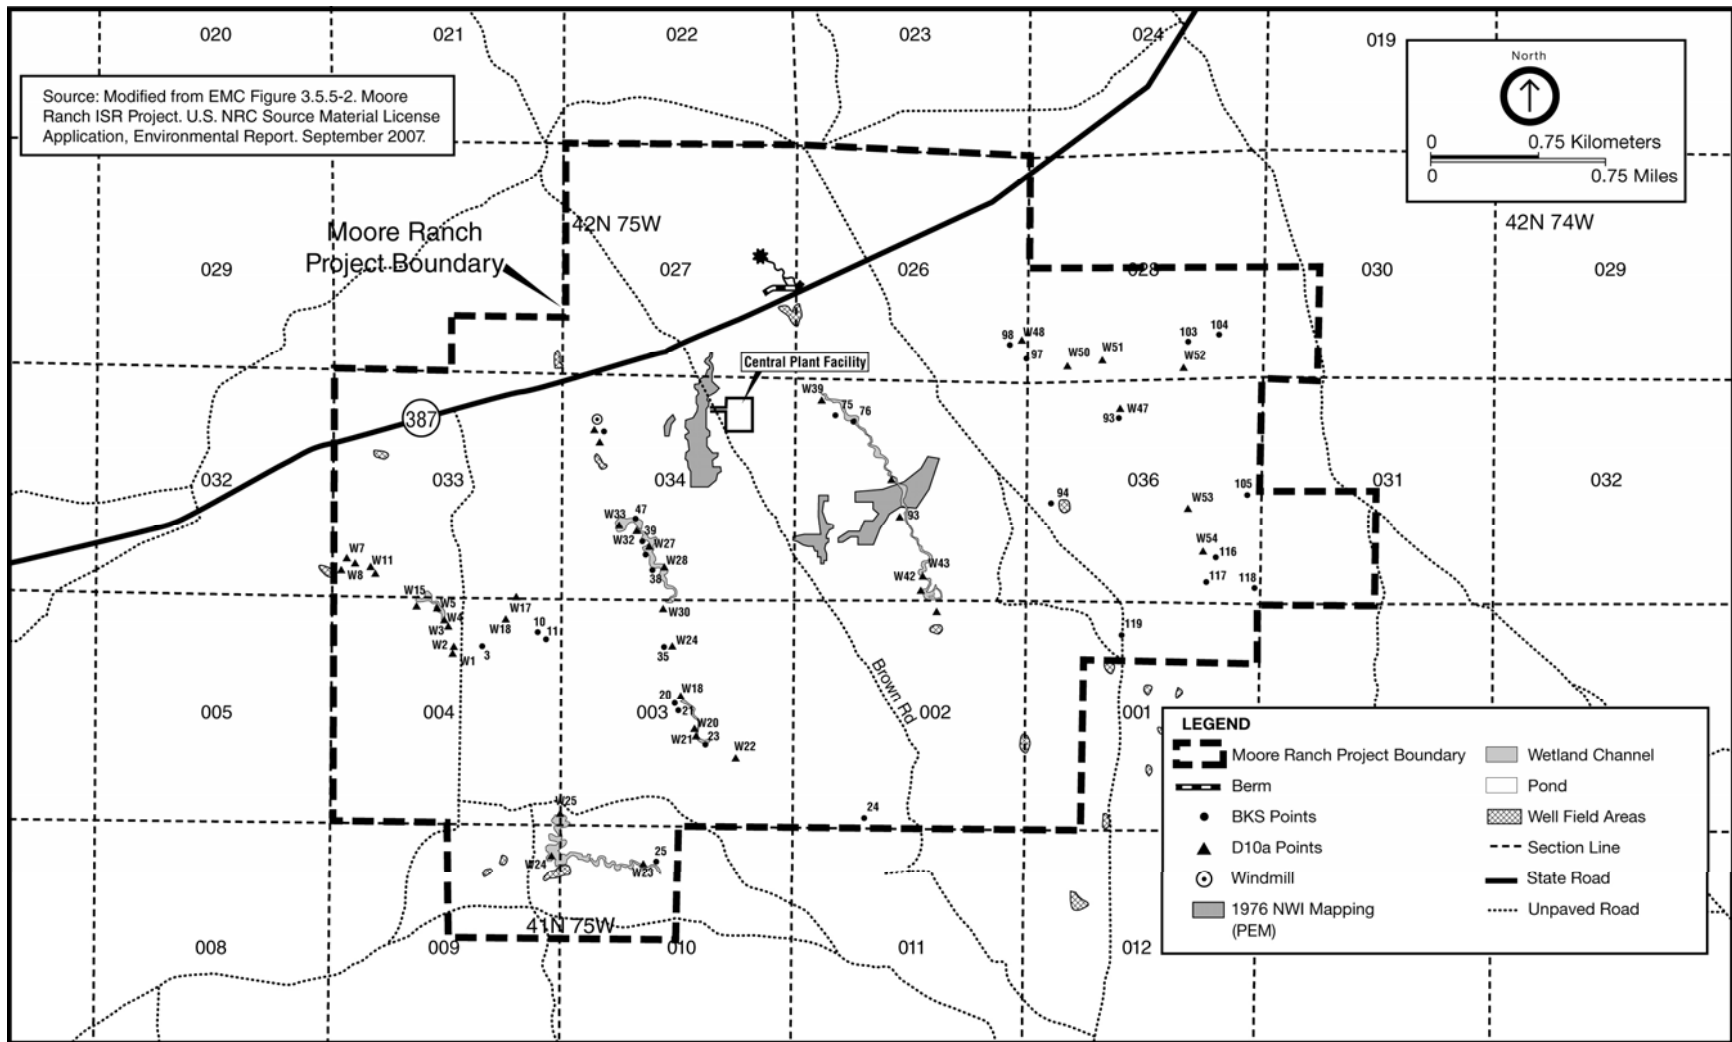 020
021
022
023
024
019
Source: Modified from EMC Figure 3.5.5-2. Moore
Ranch ISR Project. U.S. NRC Source Material License
Application, Environmental Report. September 2007.
North
0 0.75 Kilometers
0 0.75 Miles
42N 75W
42N 74W
Moore Ranch
Project Boundary
029
027
026
028
030
029
98
W48
97
W50
W51
103
104
W52
Central Plant Facility
387
W39
75
76
93
W47
032
033
034
036
031
032
94
105
W53
W33
47
39
W32
W27
W28
38
93
W54
116
117
118
W7
W8
W11
W43
W42
W15
W5
W4
W3
W2
W1
W17
W18
10
11
3
W30
W24
35
119
Brown Rd
005
004
003
002
001
20
W18
21
W20
W21
23
W22
W25
24
W24
W23
25
41N 75W
008
009
010
011
012
LEGEND
Moore Ranch Project Boundary
Berm
BKS Points
D10a Points
Windmill
1976 NWI Mapping
(PEM)
Wetland Channel
Pond
Well Field Areas
Section Line
State Road
Unpaved Road